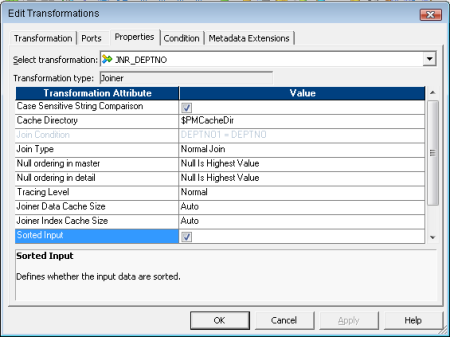 Edit Transformations
Transformation Ports Properties Condition Metadata Extensions
Select transformation: JNR_DEPTNO
Transformation type: Joiner
Transformation Attribute Value
Case Sensitive String Comparison
Cache Directory $PMCacheDir
Join Condition DEPTNO1 = DEPTNO
Join Type Normal Join
Null ordering in master Null Is Highest Value
Null ordering in detail Null Is Highest Value
Tracing Level Normal
Joiner Data Cache Size Auto
Joiner Index Cache Size Auto
Sorted Input
Sorted Input
Defines whether the input data are sorted.
OK Cancel Apply Help